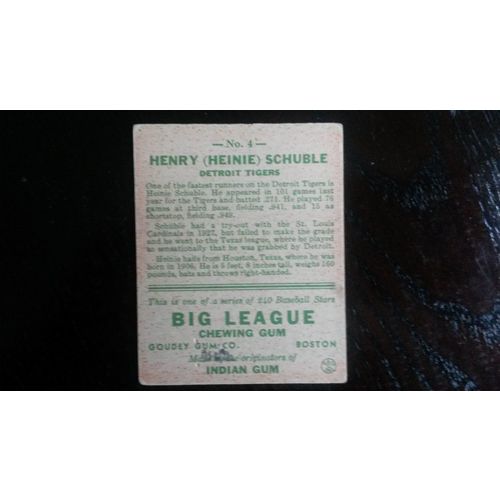 — No. 4 —
HENRY (HEINIE) SCHUBLE
DETROIT TIGERS
One of the fastest runners on the Detroit Tigers is
Heinie Schuble. He appeared in 101 games last
year for the Tigers and batted .271. He played 76
games at third base, fielding .941, and 15 as
shortstop, fielding .949.
Schuble had a try-out with the St. Louis
Cardinals in 1927, but failed to make the grade
and he went to the Texas league, where he played
so sensationally that he was grabbed by Detroit.
Heinie hails from Houston, Texas, where he was
born in 1906. He is 5 feet, 8 inches tall, weighs 160
pounds, bats and throws right-handed.
This is one of a series of 240 Baseball Stars
BIG LEAGUE
CHEWING GUM
GOUDEY GUM CO. BOSTON
Made by the originators of
INDIAN GUM